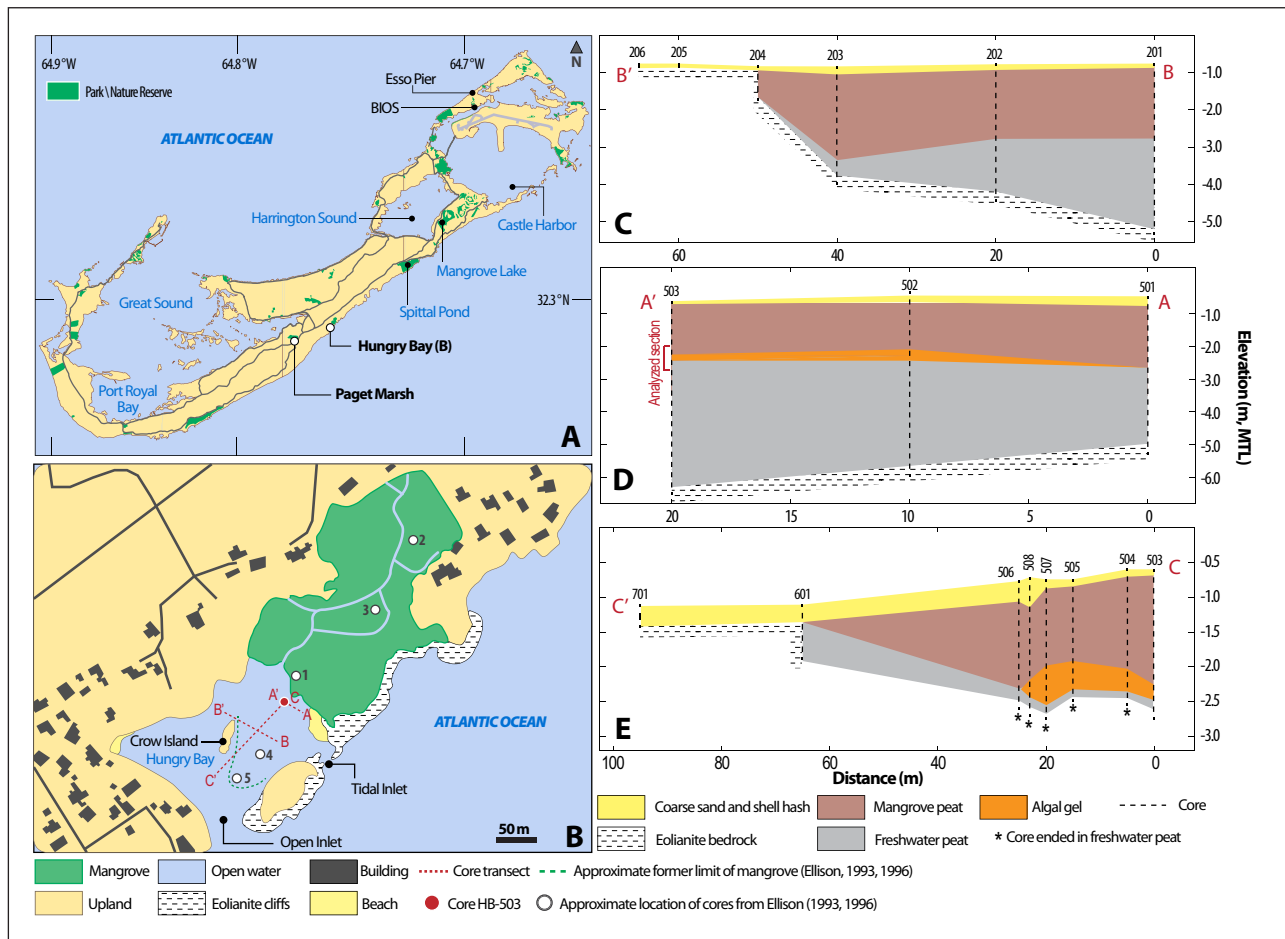 64.9°W
64.8°W
64.7°W
N
Park \ Nature Reserve
Esso Pier
BIOS
ATLANTIC OCEAN
Harrington Sound
Castle Harbor
Mangrove Lake
Great Sound
32.3°N
Spittal Pond
Hungry Bay (B)
Port Royal
Bay
Paget Marsh
A
2
3
1
A'
C
A
B'
B
ATLANTIC OCEAN
Crow Island
Hungry Bay
4
C'
5
Tidal Inlet
Open Inlet
50 m
B
Mangrove
Open water
Building
Core transect
Approximate former limit of mangrove (Ellison, 1993, 1996)
Upland
Eolianite cliffs
Beach
Core HB-503
Approximate location of cores from Ellison (1993, 1996)
206 205 204 203 202 201
B'
B
-1.0
-2.0
-3.0
-4.0
-5.0
C
60 40 20 0
503 502 501
A'
A
Analyzed section
-1.0
-2.0
-3.0
-4.0
-5.0
-6.0
D
20 15 10 5 0
Elevation (m, MTL)
701 601 506 508 507 505 504 503
C'
C
-0.5
-1.0
-1.5
-2.0
-2.5
-3.0
* * * * *
E
100 80 60 40 20 0
Distance (m)
Coarse sand and shell hash
Mangrove peat
Algal gel
Core
Eolianite bedrock
Freshwater peat
* Core ended in freshwater peat